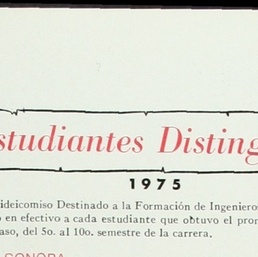 studiantes Disting
1975
ideicomiso Destinado a la Formación de Ingeniero
o en efectivo a cada estudiante que obtuvo el pro
aso, del 5o. al 10o. semestre de la carrera.
SONORA